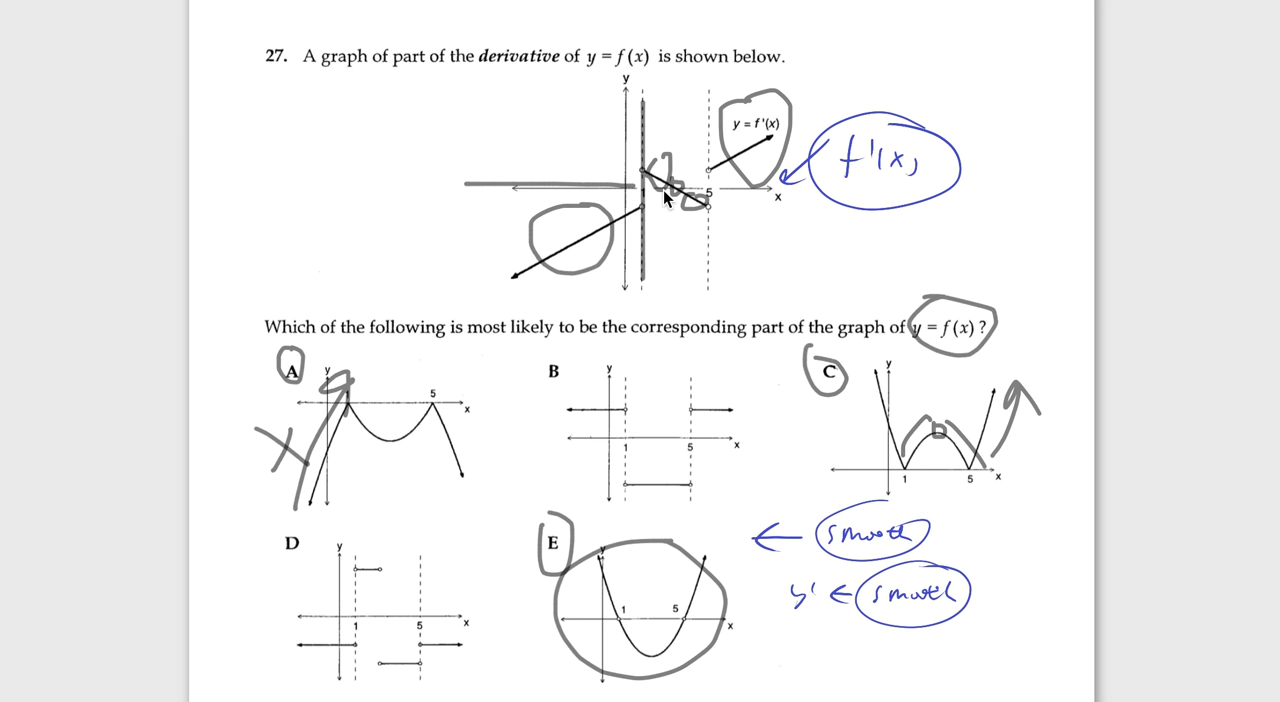 27. A graph of part of the derivative of y = f(x) is shown below.
y
y = f'(x)
f'(x)
1
5
x
Which of the following is most likely to be the corresponding part of the graph of y = f(x) ?
A
y
5
x
B
y
1
5
x
C
y
1
5
x
D
y
1
5
x
E
y
1
5
x
← smooth
y' ← smooth